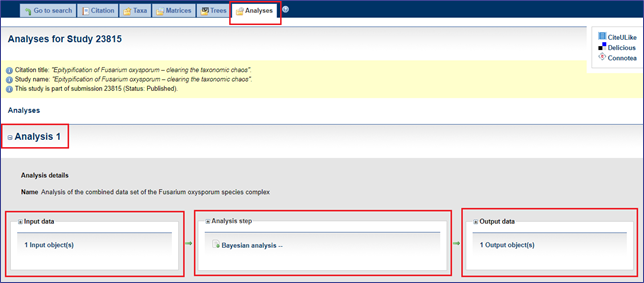 Go to search
Citation
Taxa
Matrices
Trees
Analyses
Analyses for Study 23815
CiteULike
Delicious
Connotea
Citation title: "Epitypification of Fusarium oxysporum – clearing the taxonomic chaos".
Study name: "Epitypification of Fusarium oxysporum – clearing the taxonomic chaos".
This study is part of submission 23815 (Status: Published).
Analyses
Analysis 1
Analysis details
Name Analysis of the combined data set of the Fusarium oxysporum species complex
Input data
1 Input object(s)
Analysis step
Bayesian analysis --
Output data
1 Output object(s)